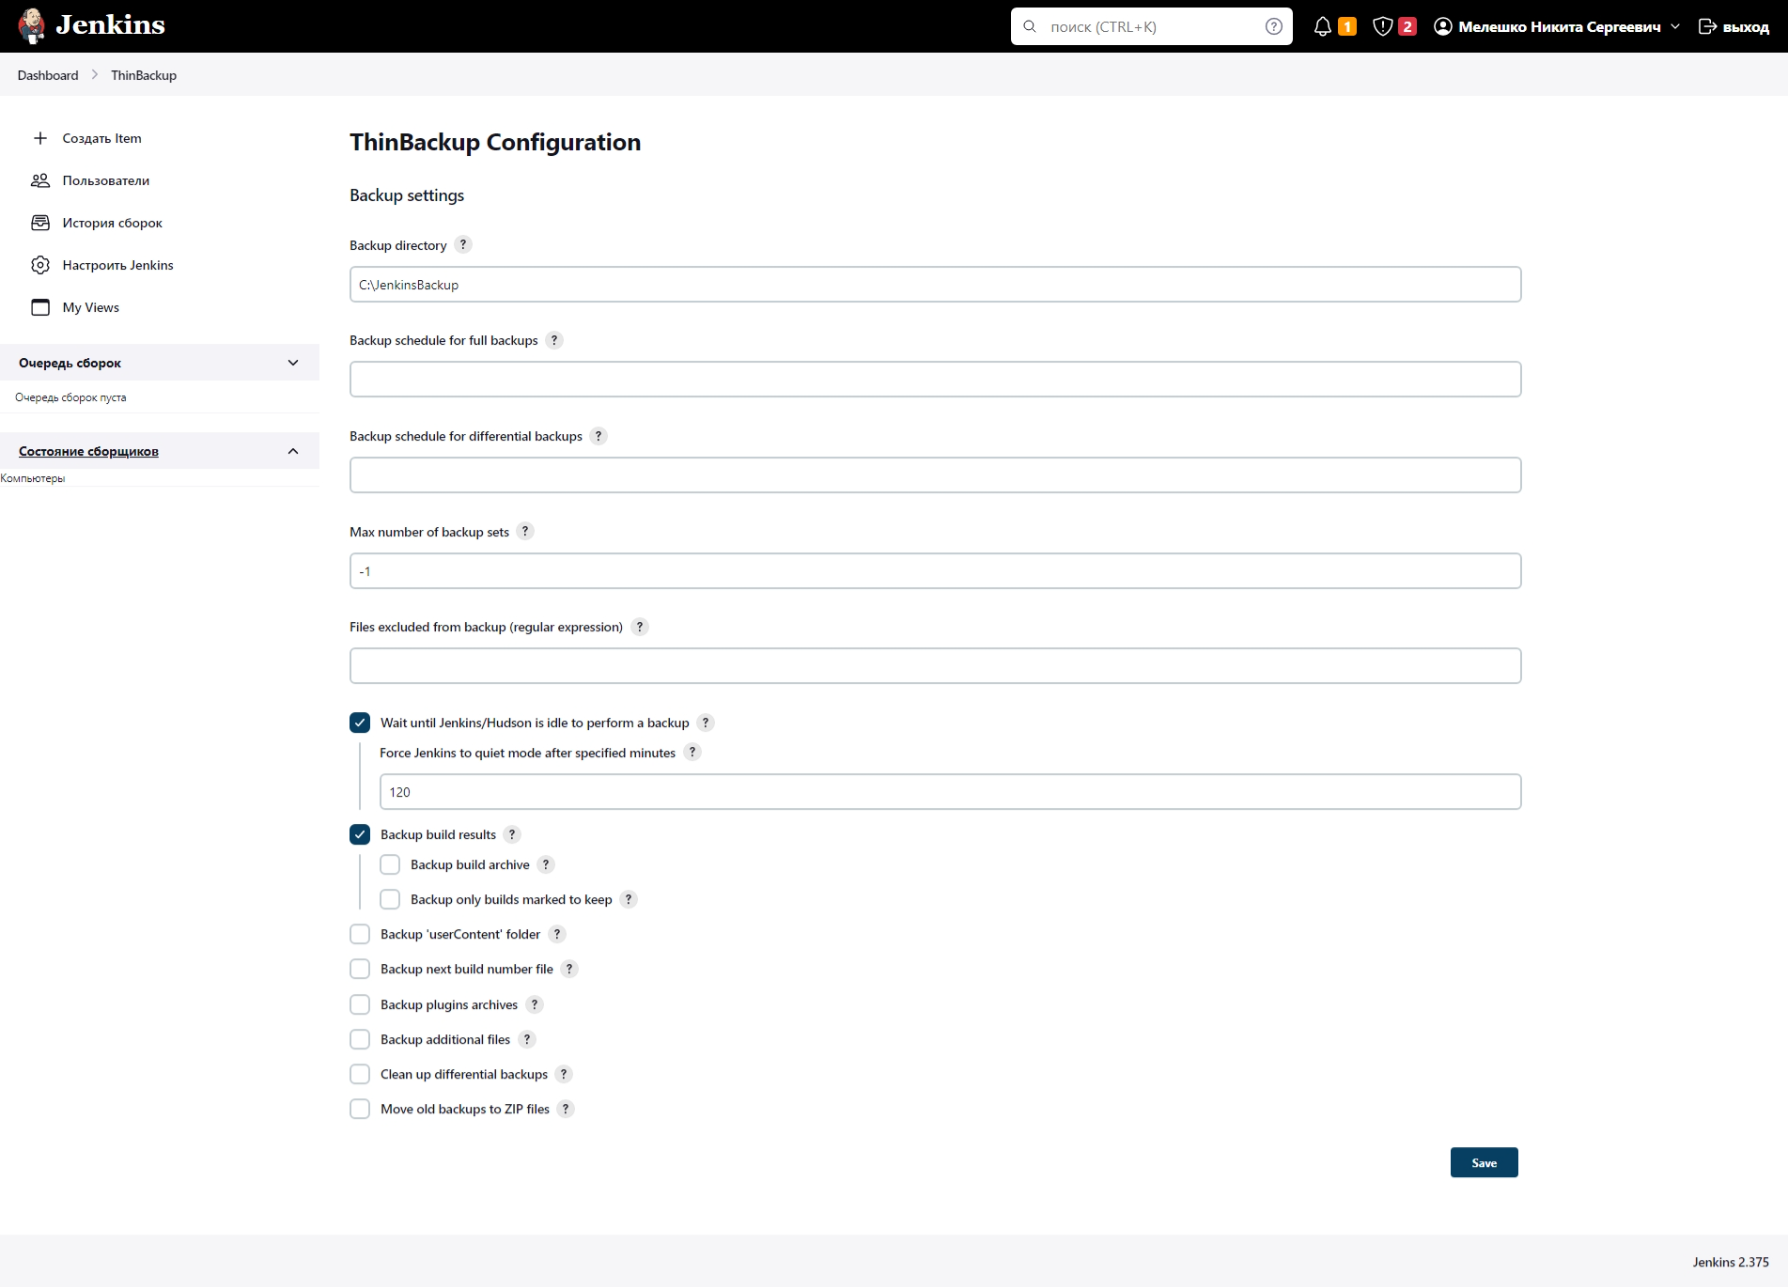 Jenkins
поиск (CTRL+K)
1
2
Мелешко Никита Сергеевич
выход
Dashboard
ThinBackup
Создать Item
Пользователи
История сборок
Настроить Jenkins
My Views
Очередь сборок
Очередь сборок пуста
Состояние сборщиков
Компьютеры
ThinBackup Configuration
Backup settings
Backup directory ?
C:\JenkinsBackup
Backup schedule for full backups ?
Backup schedule for differential backups ?
Max number of backup sets ?
-1
Files excluded from backup (regular expression) ?
Wait until Jenkins/Hudson is idle to perform a backup ?
Force Jenkins to quiet mode after specified minutes ?
120
Backup build results ?
Backup build archive ?
Backup only builds marked to keep ?
Backup 'userContent' folder ?
Backup next build number file ?
Backup plugins archives ?
Backup additional files ?
Clean up differential backups ?
Move old backups to ZIP files ?
Save
Jenkins 2.375